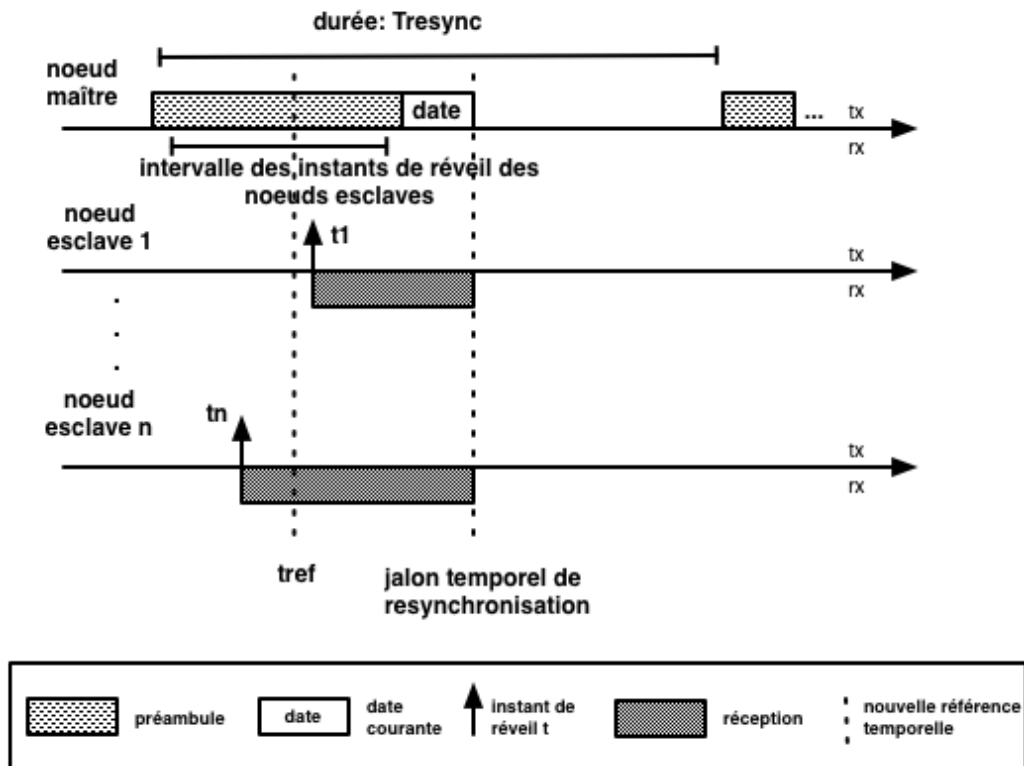 durée: Tresync
noeud
maître
date
...
tx
rx
intervalle des instants de réveil des
noeuds esclaves
noeud
esclave 1
t1
tx
rx
.
.
.
noeud
esclave n
tn
tx
rx
tref
jalon temporel de
resynchronisation
préambule
date
date
courante
instant de
réveil t
réception
nouvelle référence
temporelle